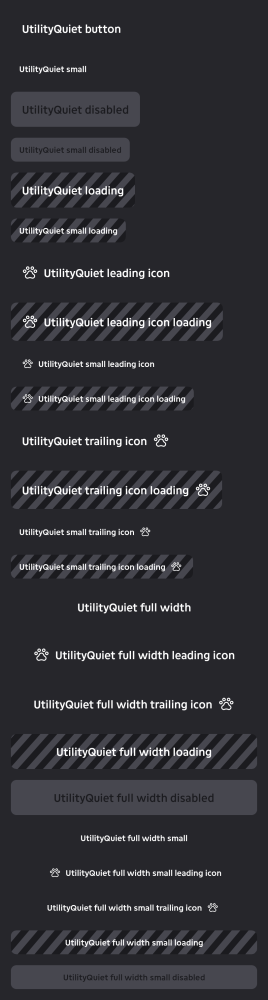 UtilityQuiet button
UtilityQuiet small
UtilityQuiet disabled
UtilityQuiet small disabled
UtilityQuiet loading
UtilityQuiet small loading
UtilityQuiet leading icon
UtilityQuiet leading icon loading
UtilityQuiet small leading icon
UtilityQuiet small leading icon loading
UtilityQuiet trailing icon
UtilityQuiet trailing icon loading
UtilityQuiet small trailing icon
UtilityQuiet small trailing icon loading
UtilityQuiet full width
UtilityQuiet full width leading icon
UtilityQuiet full width trailing icon
UtilityQuiet full width loading
UtilityQuiet full width disabled
UtilityQuiet full width small
UtilityQuiet full width small leading icon
UtilityQuiet full width small trailing icon
UtilityQuiet full width small loading
UtilityQuiet full width small disabled